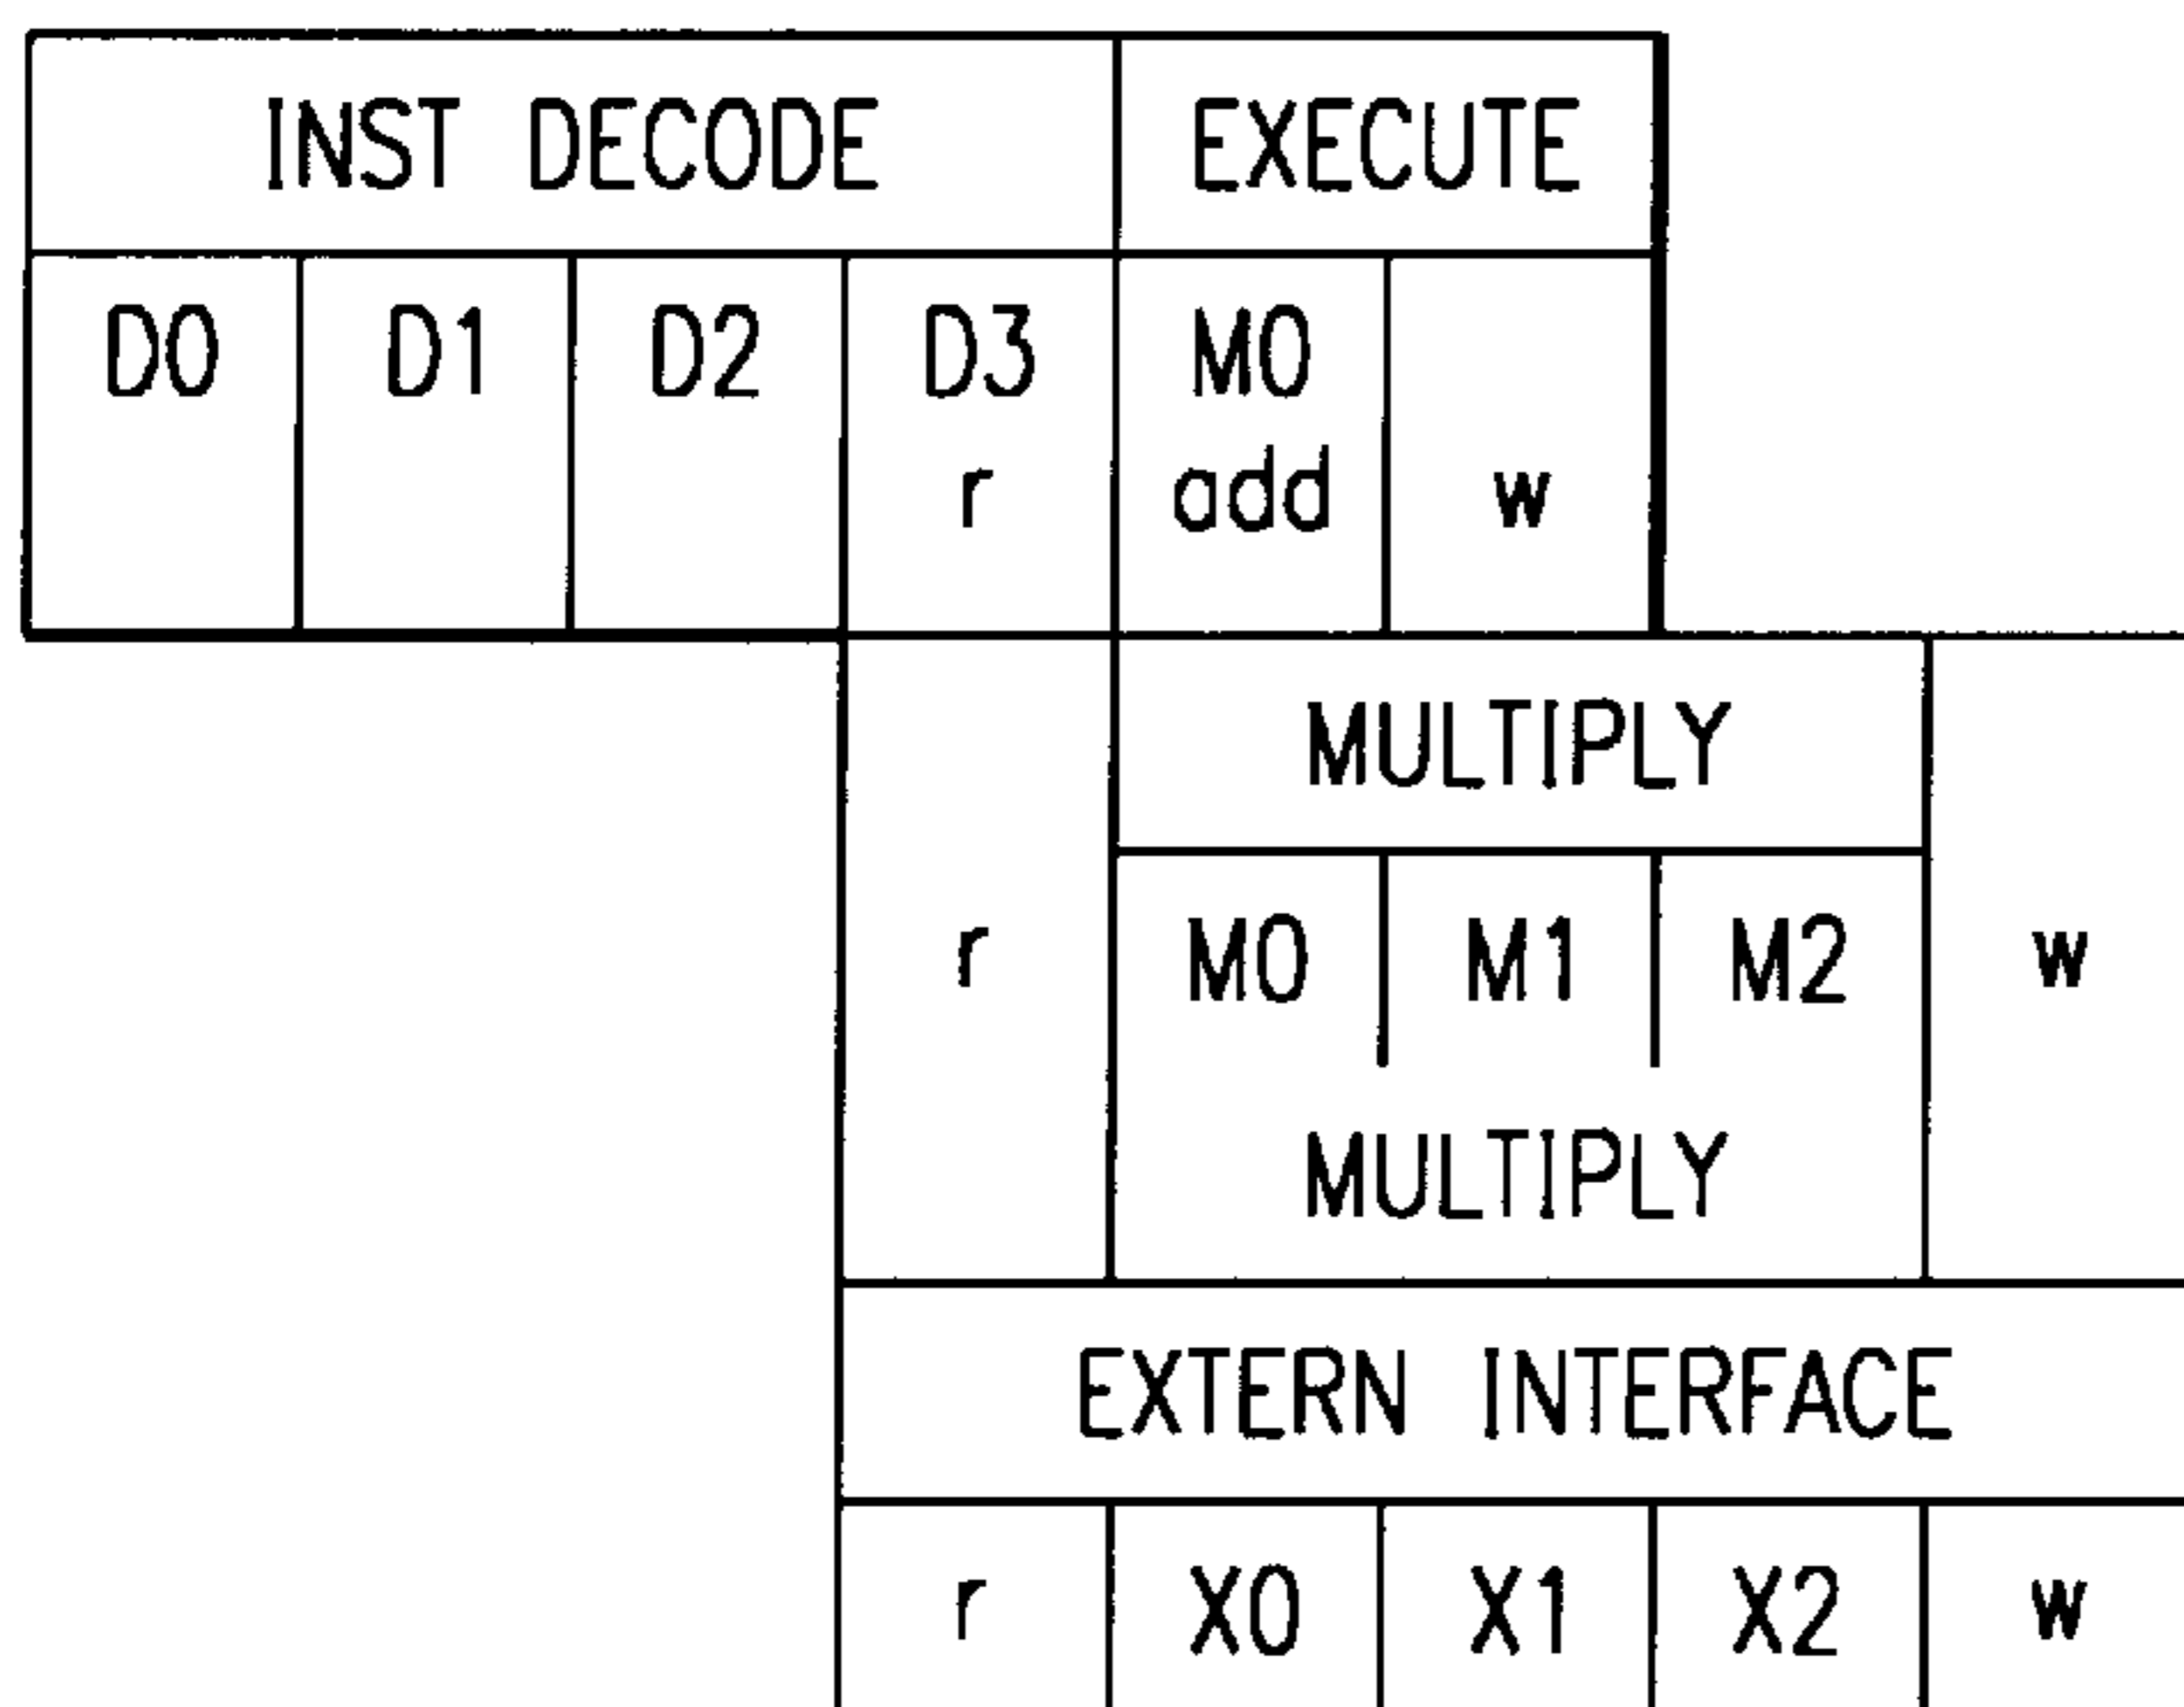 INST DECODE EXECUTE
D0 D1 D2 D3 M0
r add w
MULTIPLY
r M0 M1 M2 w
MULTIPLY
EXTERN INTERFACE
r X0 X1 X2 w